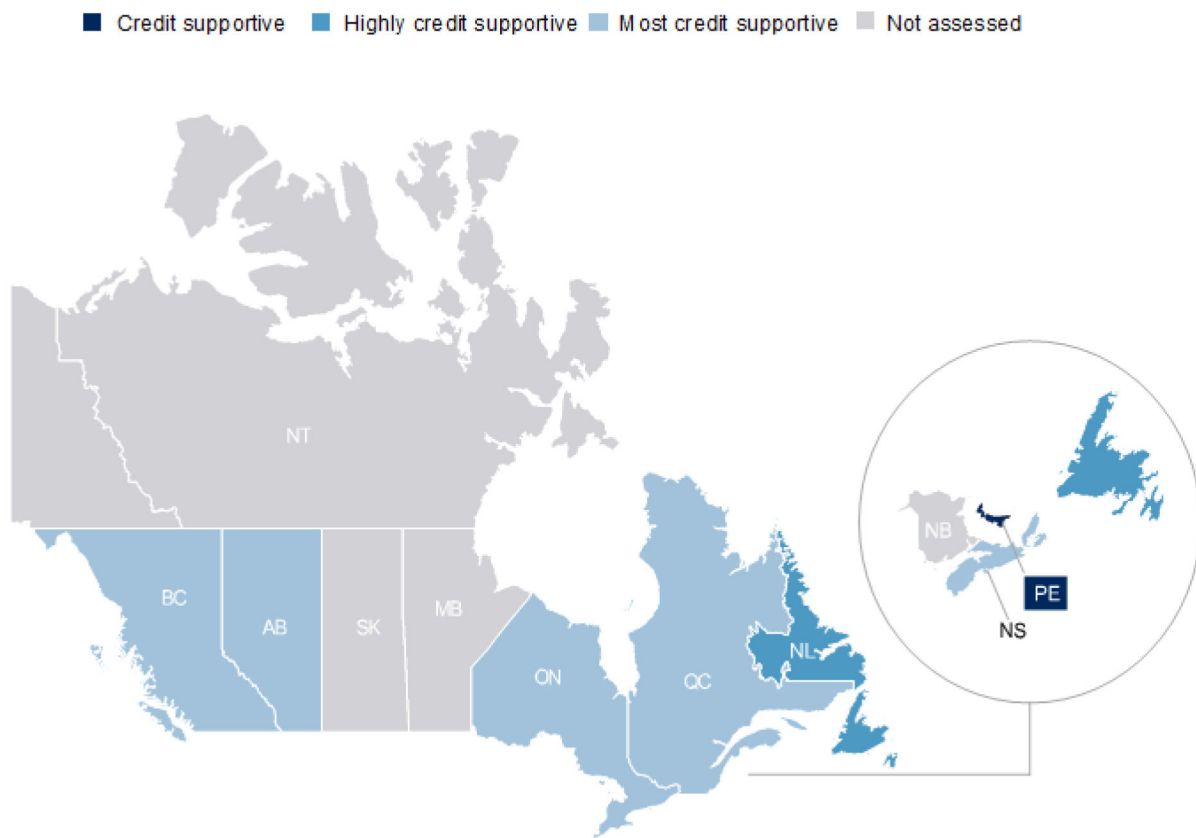 Credit supportive Highly credit supportive Most credit supportive Not assessed
NT
NB
PE
BC
MB
AB
SK
NS
NL
ON
QC